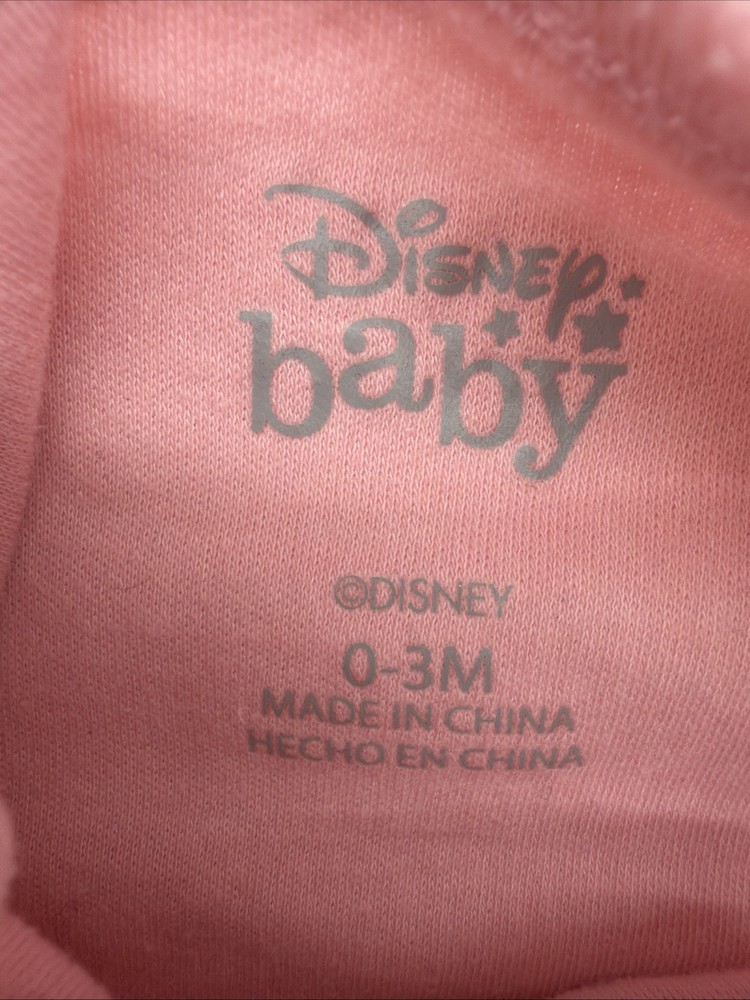 Disney
baby
©DISNEY
0-3M
MADE IN CHINA
HECHO EN CHINA